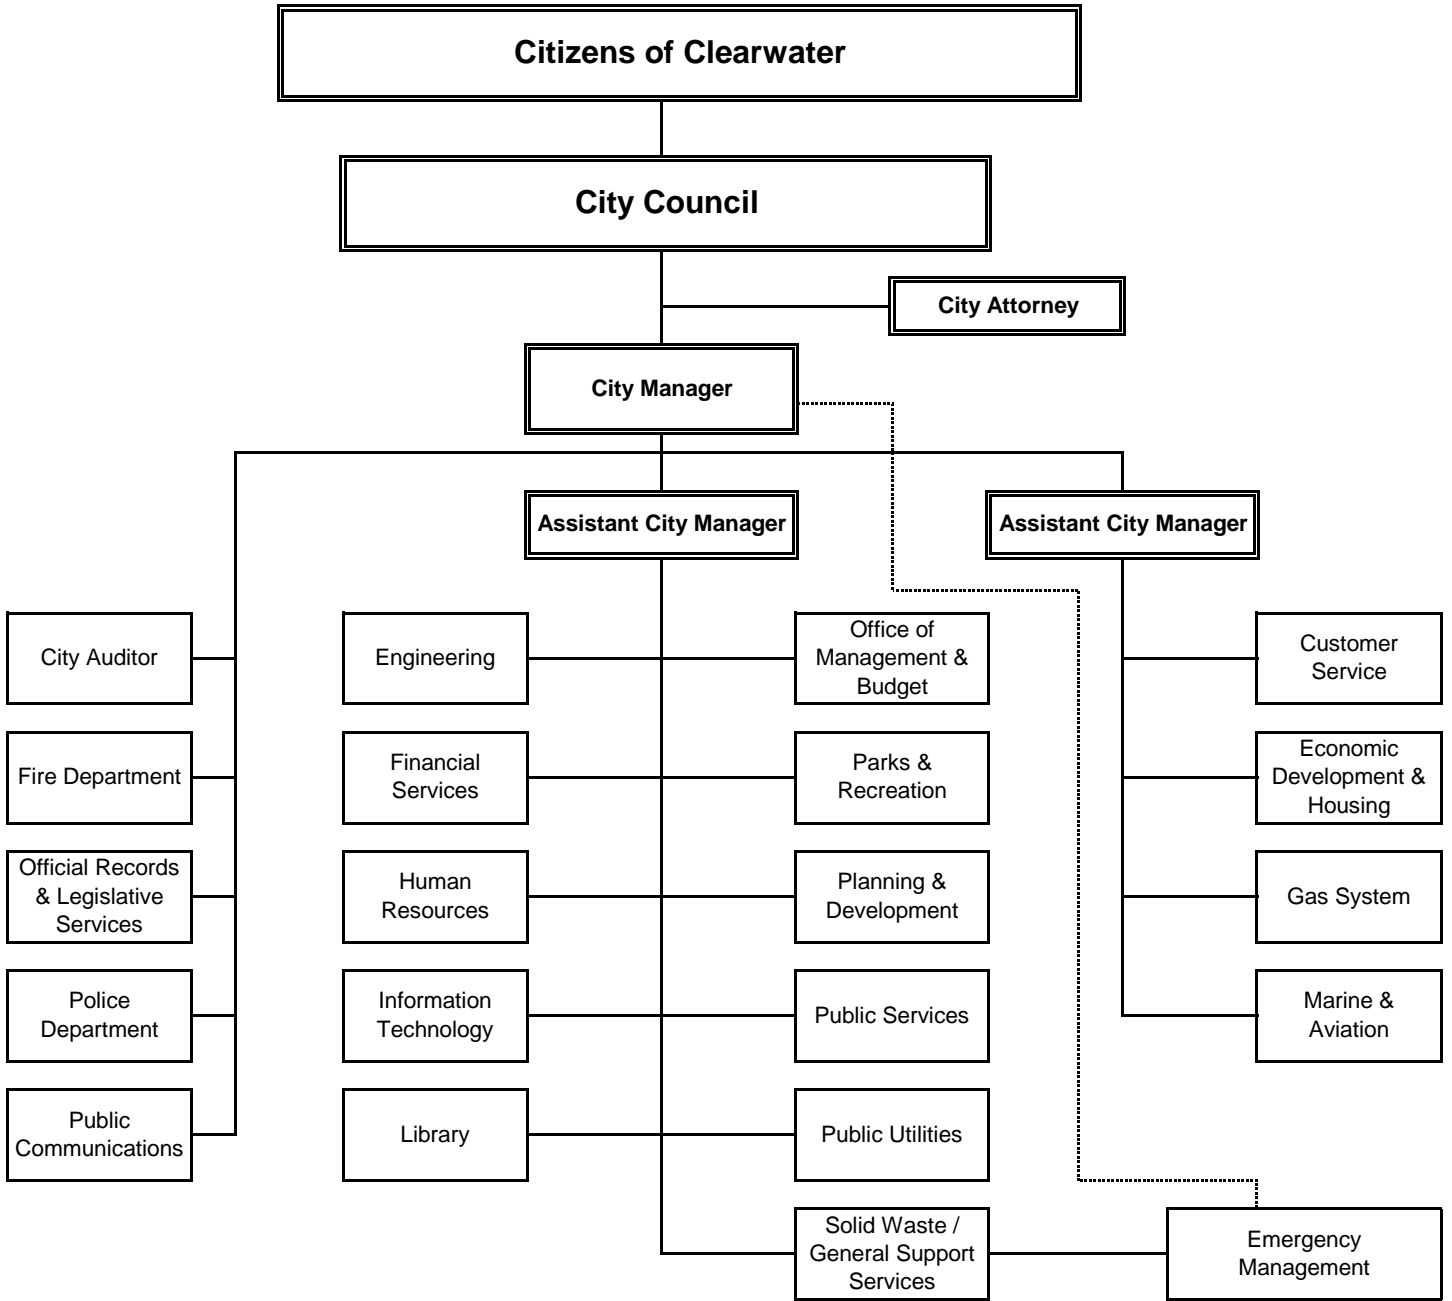 Citizens of Clearwater
City Council
City Attorney
City Manager
Assistant City Manager
Assistant City Manager
City Auditor
Engineering
Office of
Management &
Budget
Customer
Service
Fire Department
Financial
Services
Parks &
Recreation
Economic
Development &
Housing
Official Records
& Legislative
Services
Human
Resources
Planning &
Development
Gas System
Police
Department
Information
Technology
Public Services
Marine &
Aviation
Public
Communications
Library
Public Utilities
Solid Waste /
General Support
Services
Emergency
Management